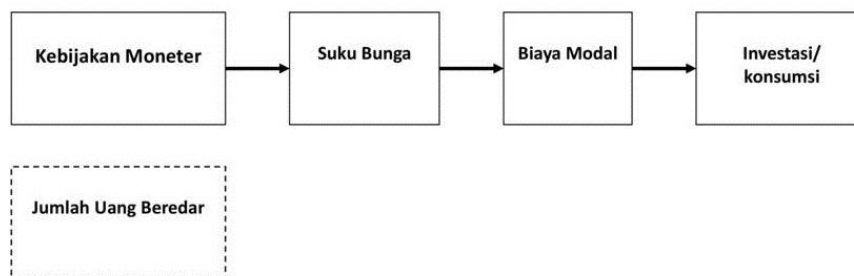 Kebijakan Moneter
Suku Bunga
Biaya Modal
Investasi/
konsumsi
Jumlah Uang Beredar